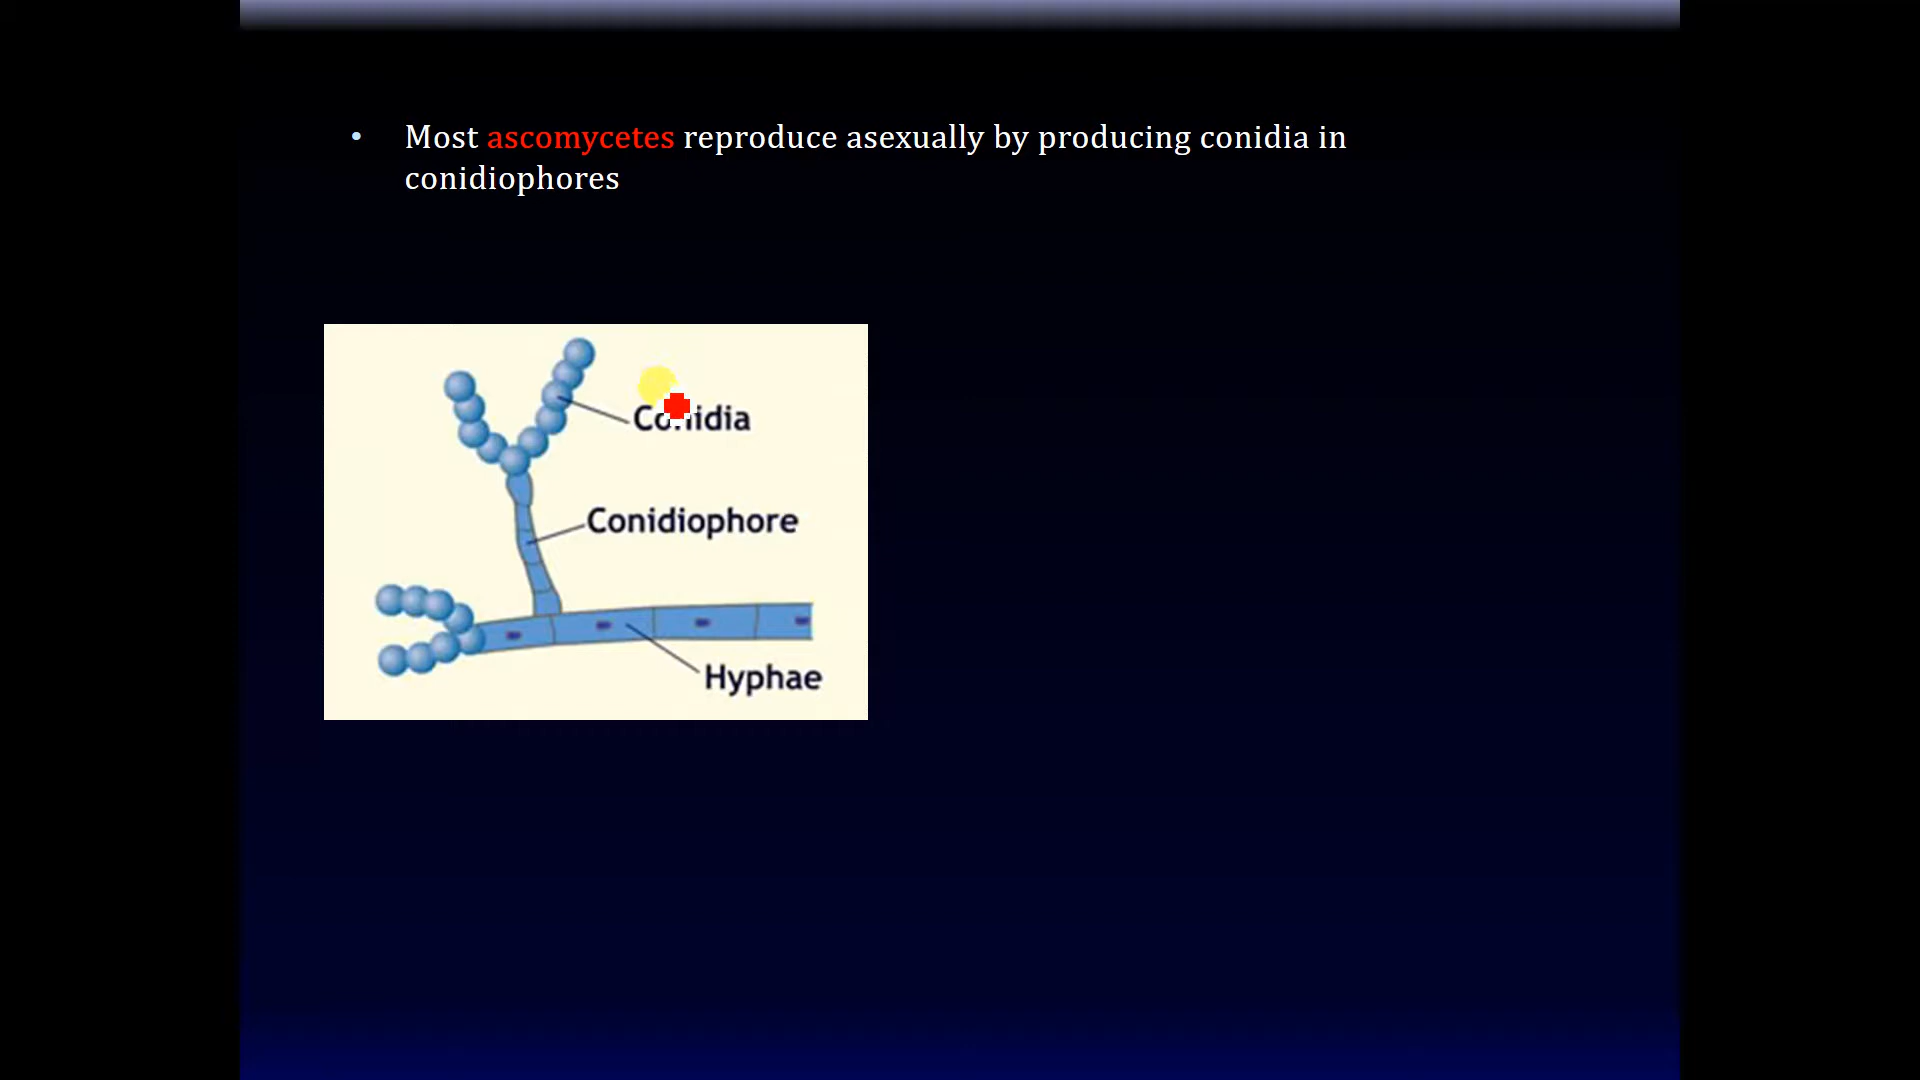 • Most ascomycetes reproduce asexually by producing conidia in
conidiophores
Conidia
Conidiophore
Hyphae